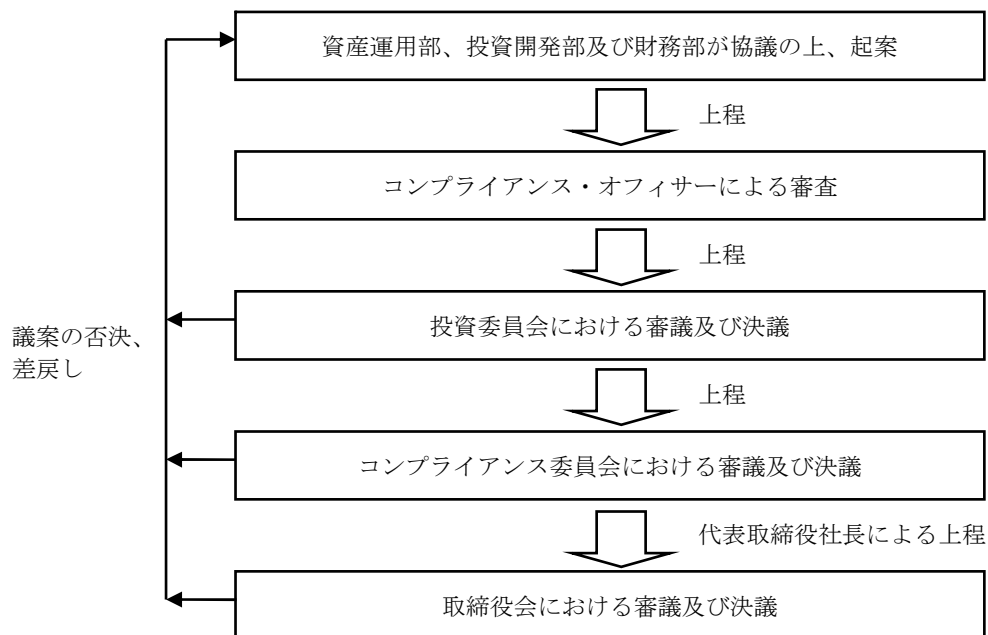 資産運用部、投資開発部及び財務部が協議の上、起案
上程
コンプライアンス・オフィサーによる審査
上程
投資委員会における審議及び決議
議案の否決、
差戻し
上程
コンプライアンス委員会における審議及び決議
代表取締役社長による上程
取締役会における審議及び決議